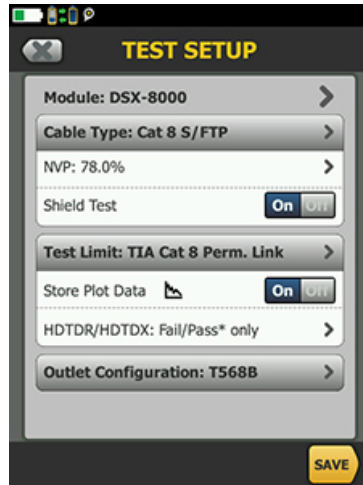 TEST SETUP
Module: DSX-8000
Cable Type: Cat 8 S/FTP
NVP: 78.0%
Shield Test On Off
Test Limit: TIA Cat 8 Perm. Link
Store Plot Data On Off
HDTDR/HDTDX: Fail/Pass* only
Outlet Configuration: T568B
SAVE